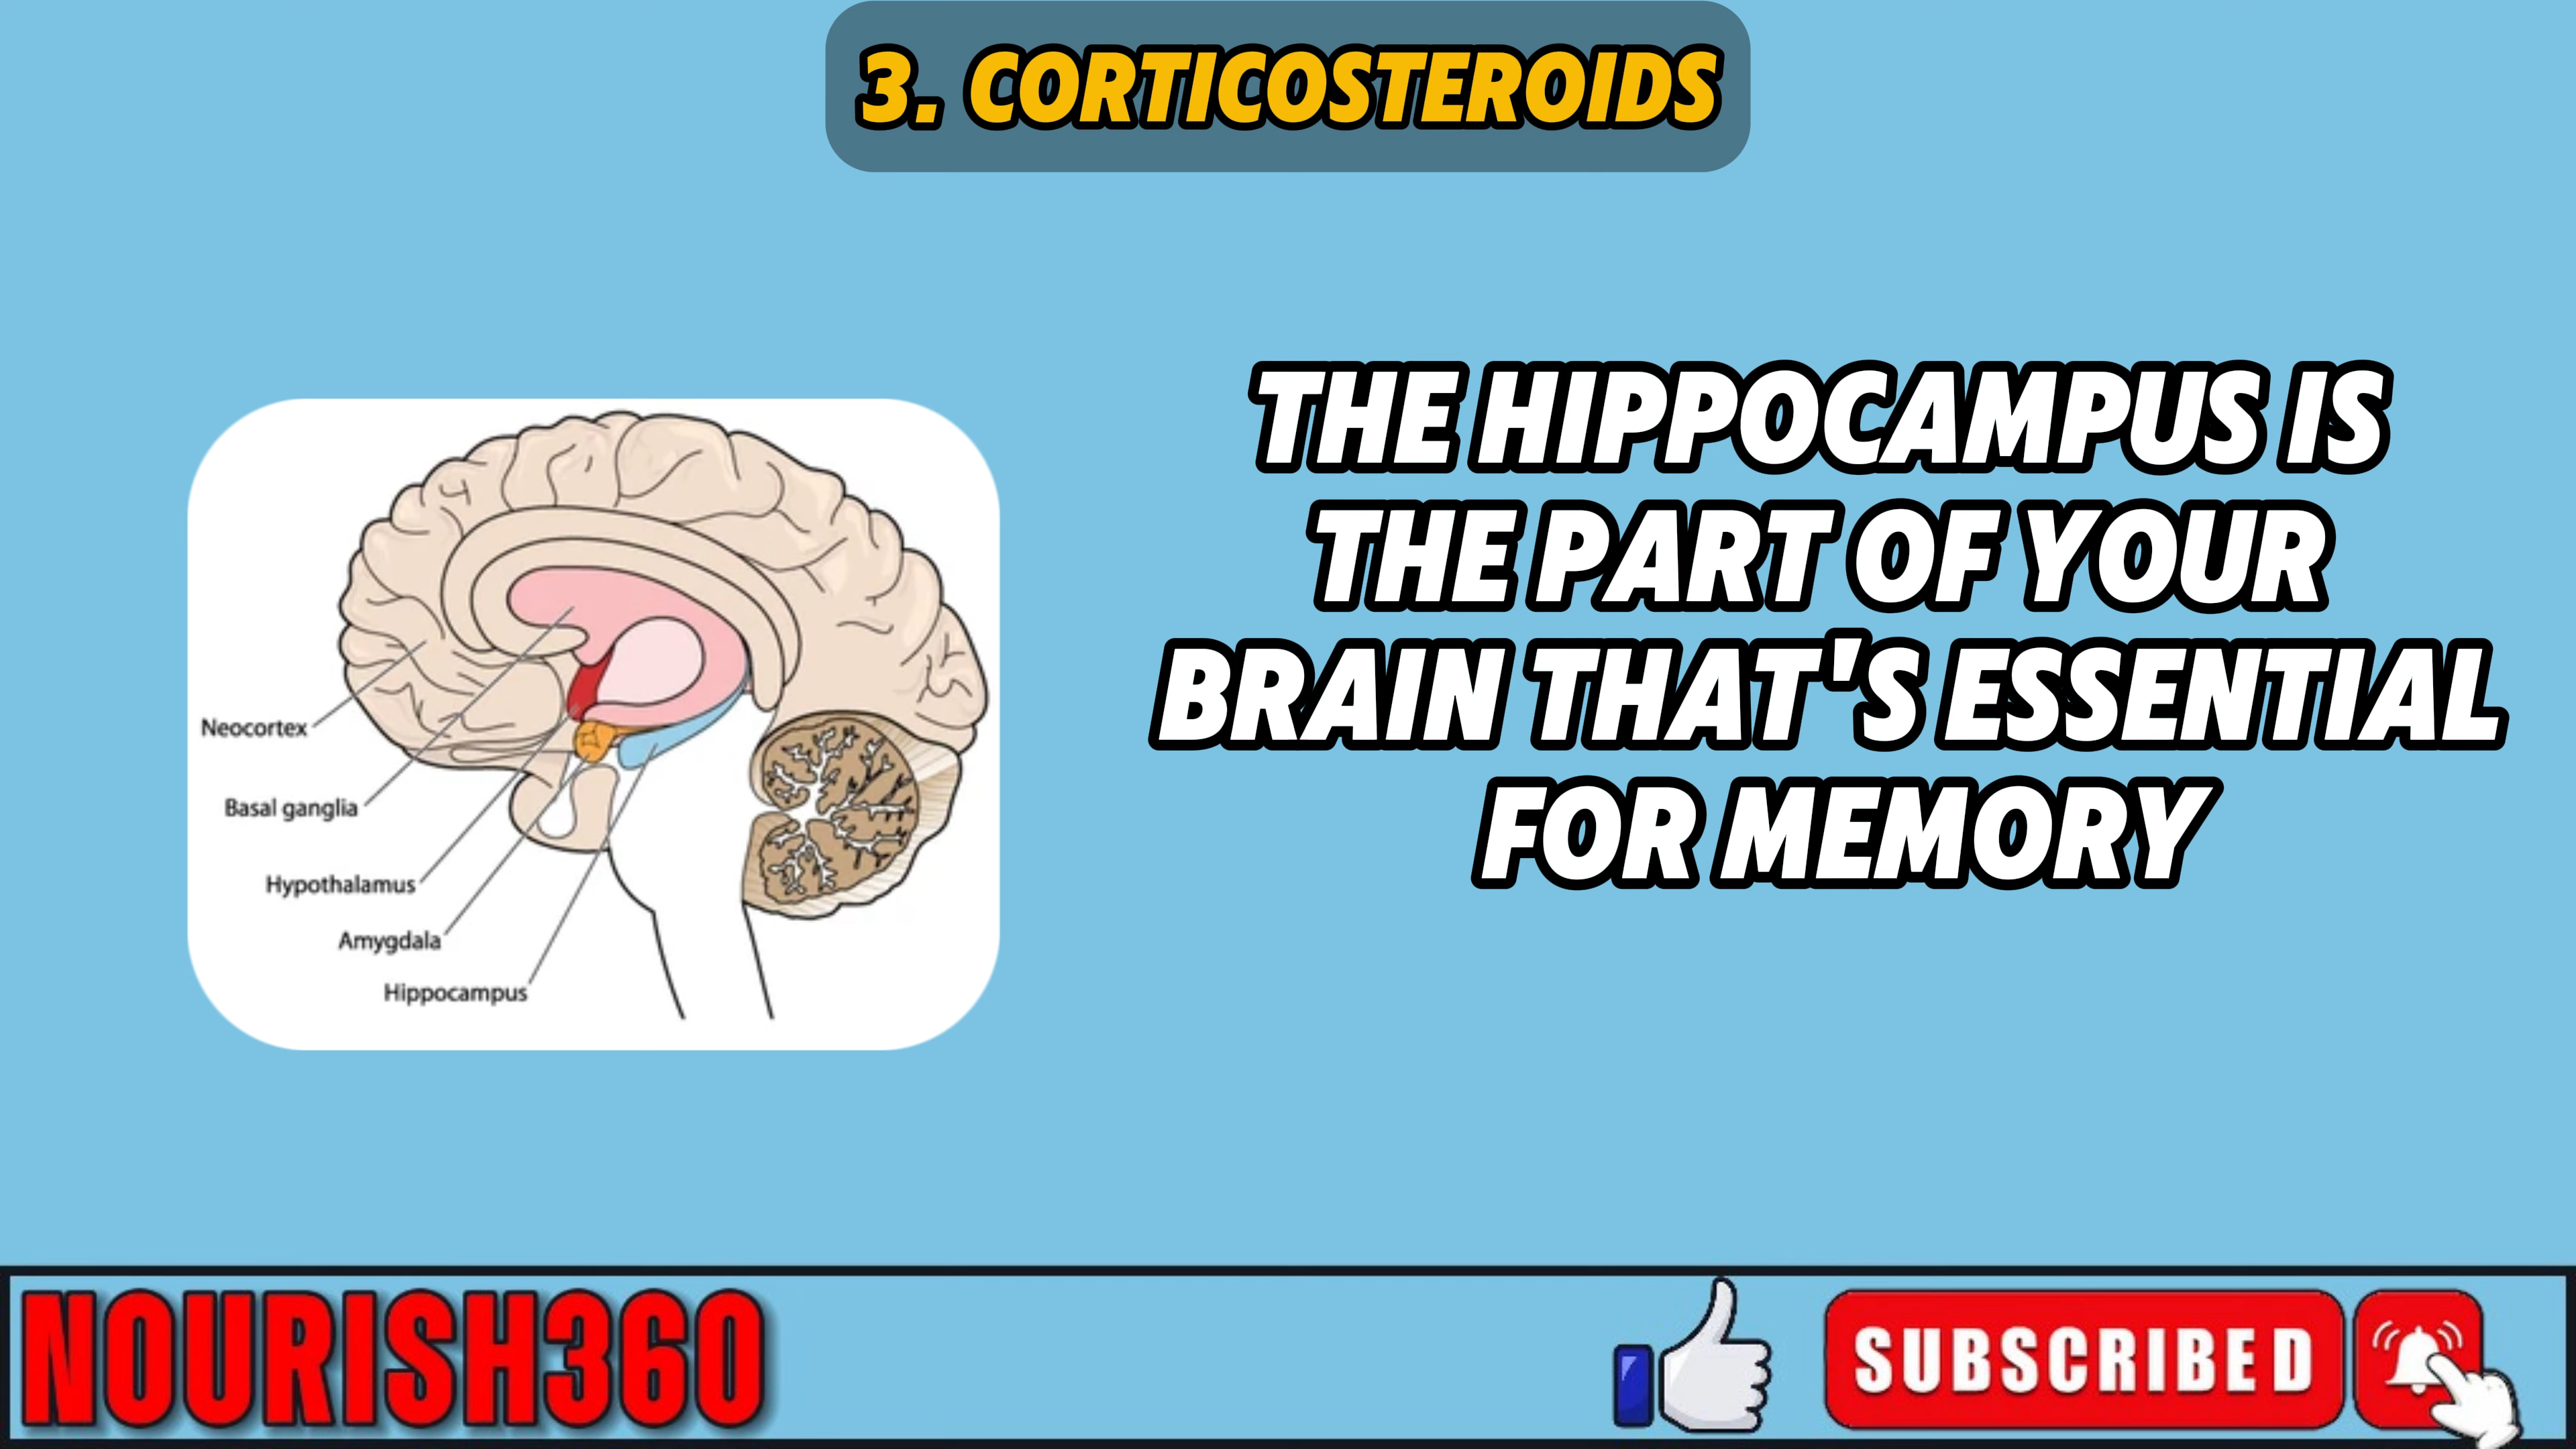 3. CORTICOSTEROIDS
THE HIPPOCAMPUS IS
THE PART OF YOUR
BRAIN THAT'S ESSENTIAL
FOR MEMORY
Neocortex
Basal ganglia
Hypothalamus
Amygdala
Hippocampus
NOURISH360
SUBSCRIBED